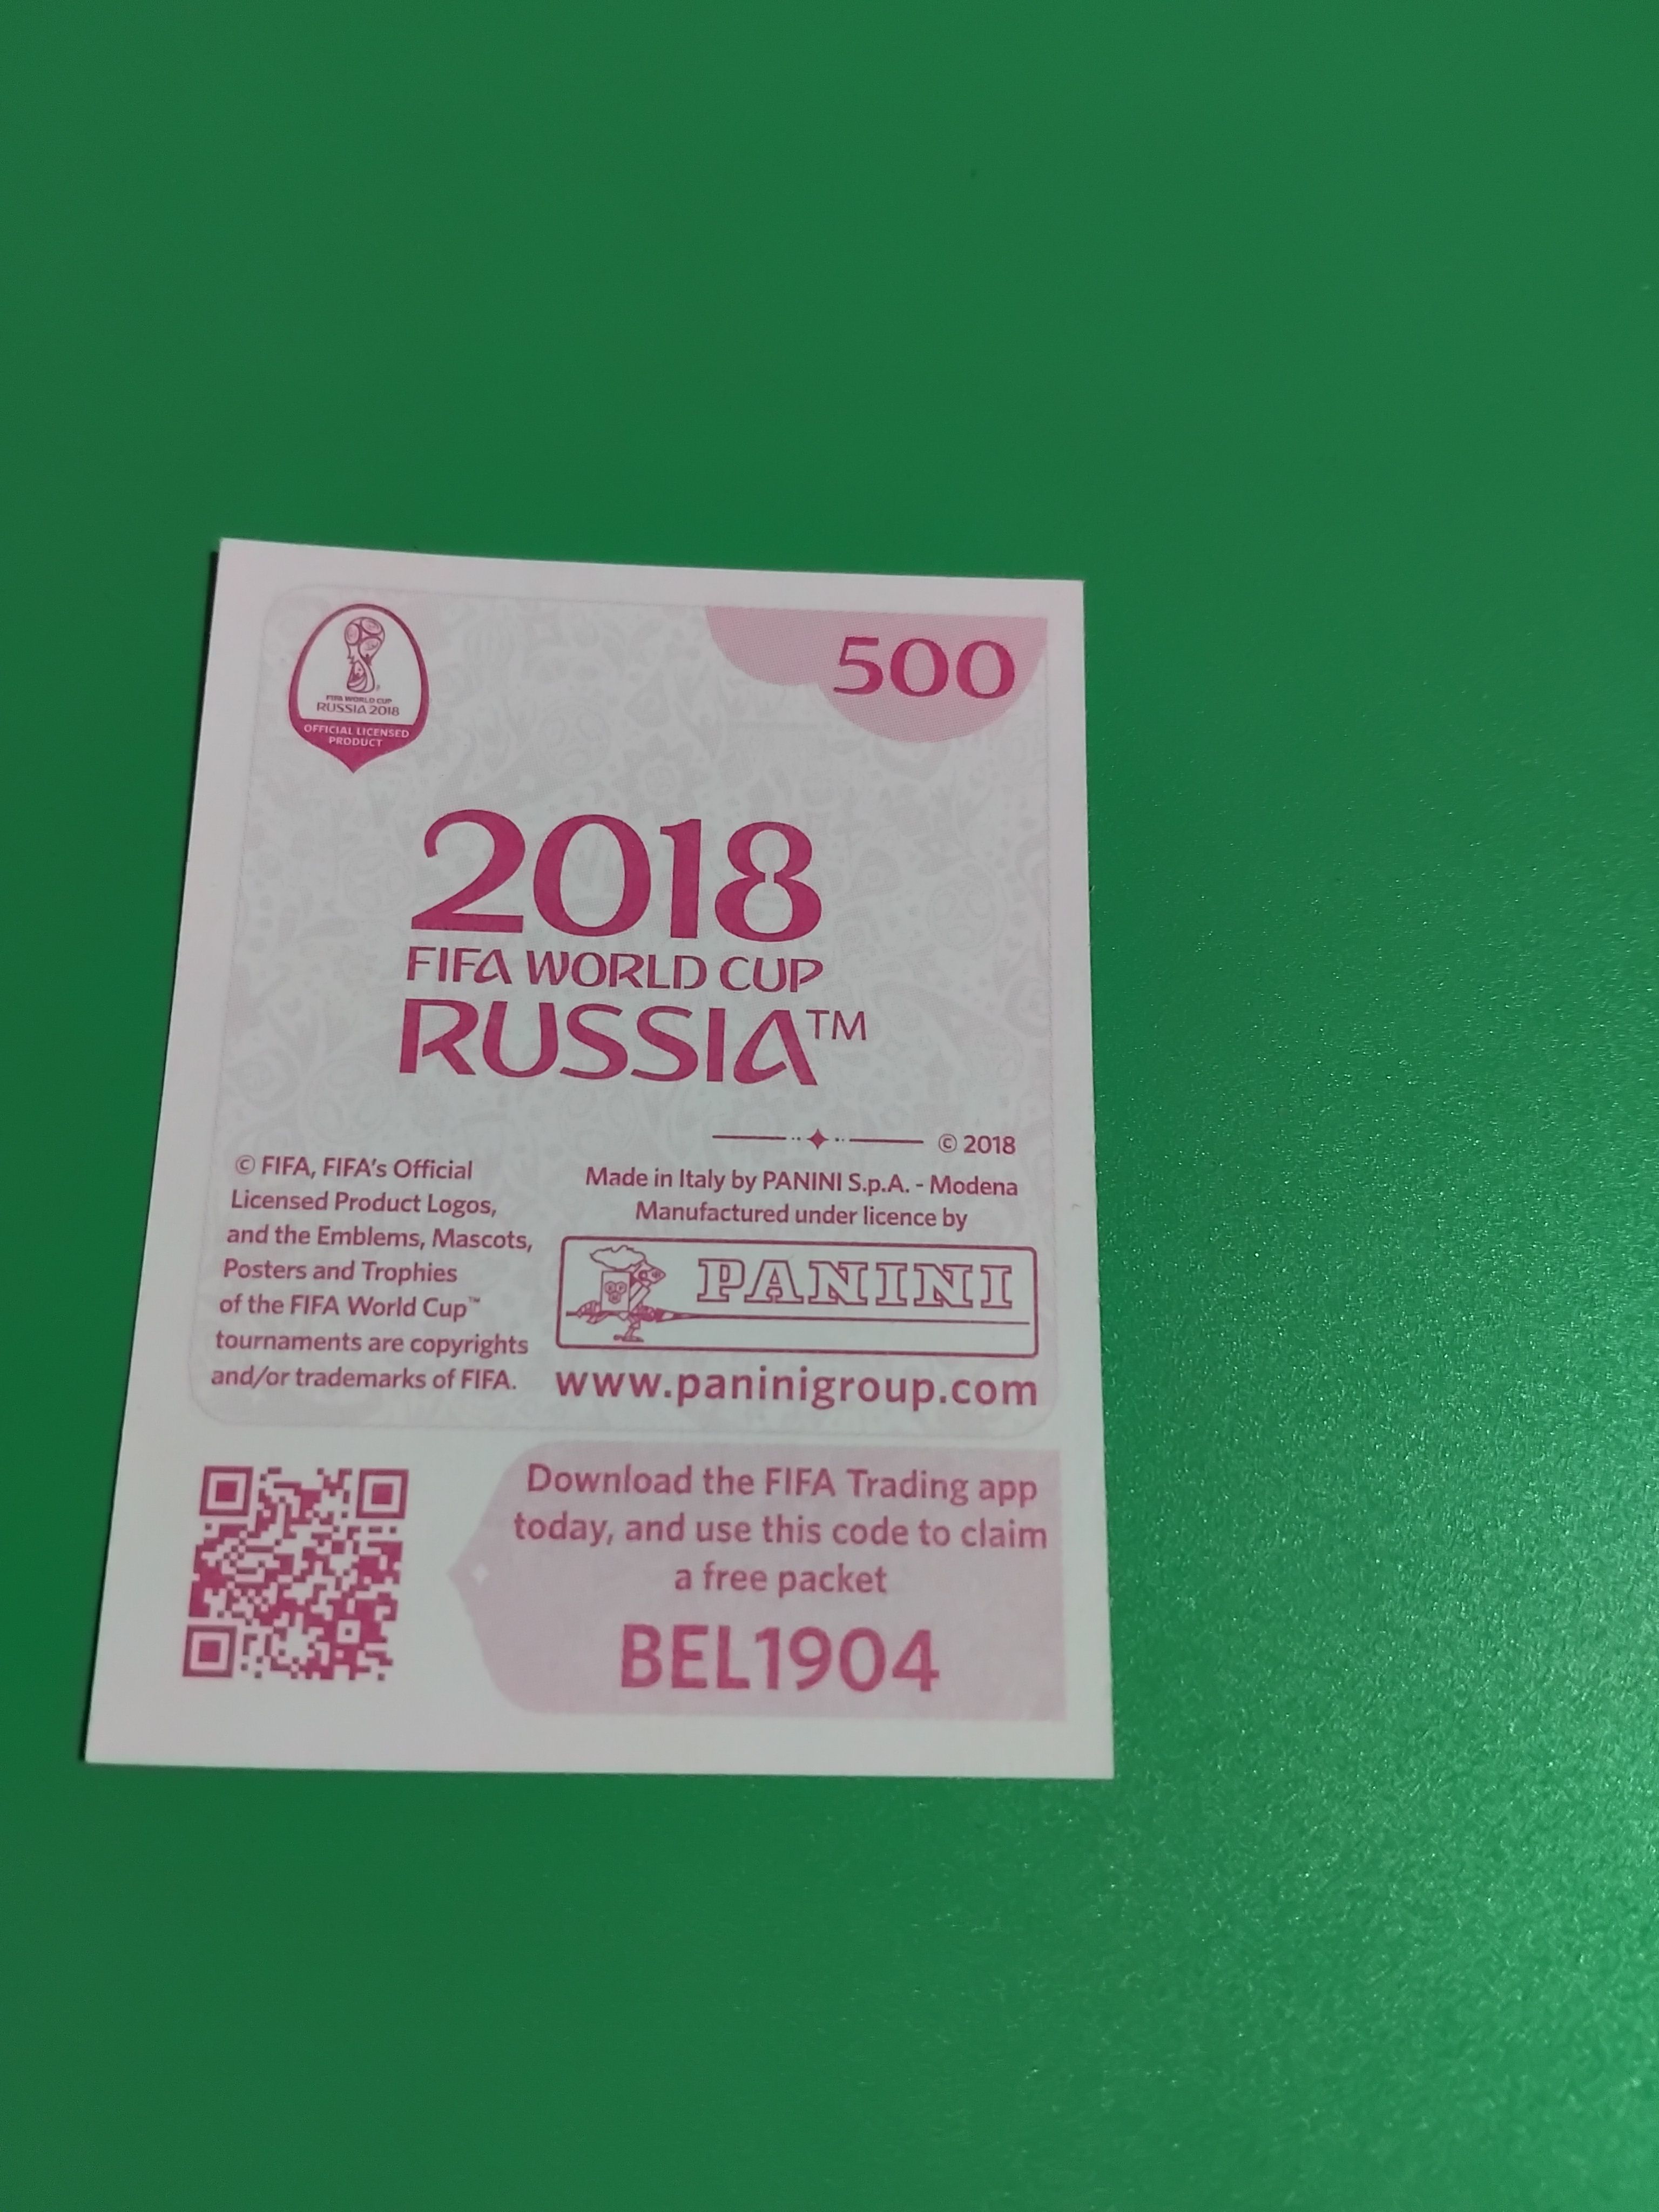 FIFA WORLD CUP
RUSSIA 2018
OFFICIAL LICENSED
PRODUCT
500
2018
FIFA WORLD CUP
RUSSIA™
© 2018
© FIFA, FIFA's Official
Licensed Product Logos,
and the Emblems, Mascots,
Posters and Trophies
of the FIFA World Cup™
tournaments are copyrights
and/or trademarks of FIFA.
Made in Italy by PANINI S.p.A. - Modena
Manufactured under licence by
PANINI
www.paninigroup.com
Download the FIFA Trading app
today, and use this code to claim
a free packet
BEL1904